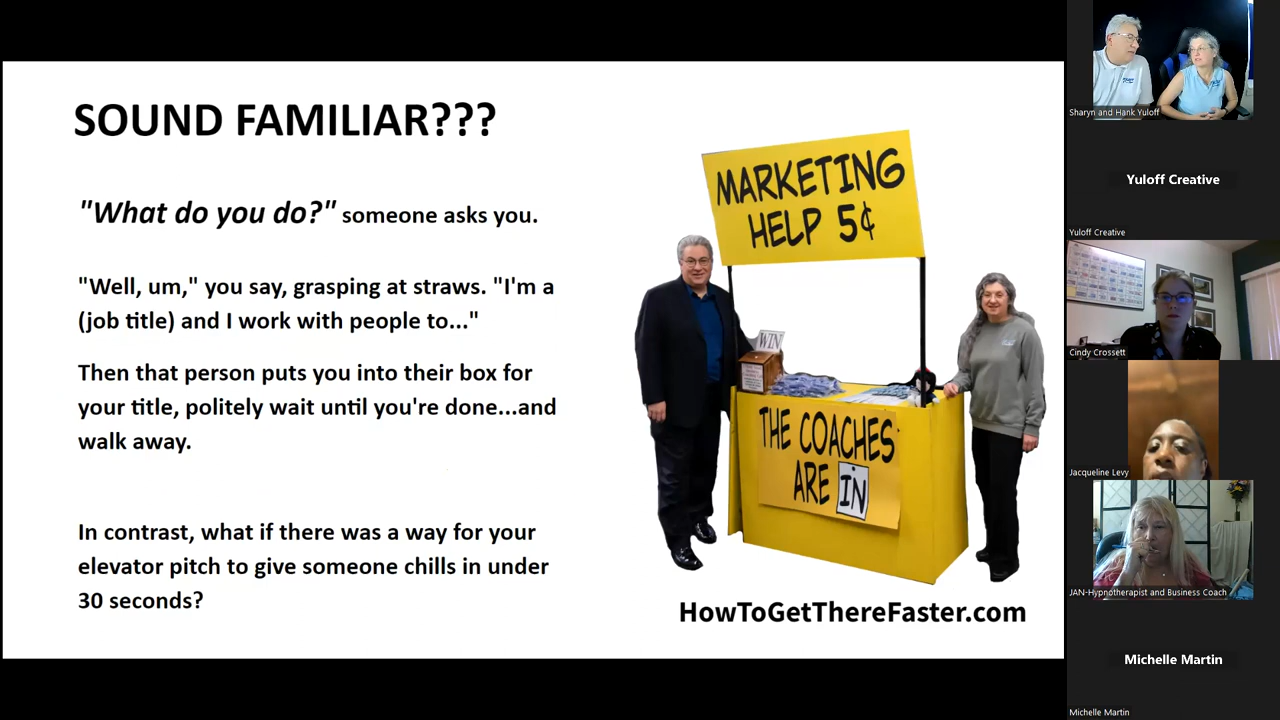 SOUND FAMILIAR???
"What do you do?" someone asks you.
"Well, um," you say, grasping at straws. "I'm a
(job title) and I work with people to..."
Then that person puts you into their box for
your title, politely wait until you're done...and
walk away.
In contrast, what if there was a way for your
elevator pitch to give someone chills in under
30 seconds?
MARKETING
HELP 5¢
WIN
THE COACHES
ARE IN
HowToGetThereFaster.com
Sharyn and Hank Yuloff
Yuloff Creative
Yuloff Creative
Cindy Crossett
Jacqueline Levy
JAN-Hypnotherapist and Business Coach
Michelle Martin
Michelle Martin